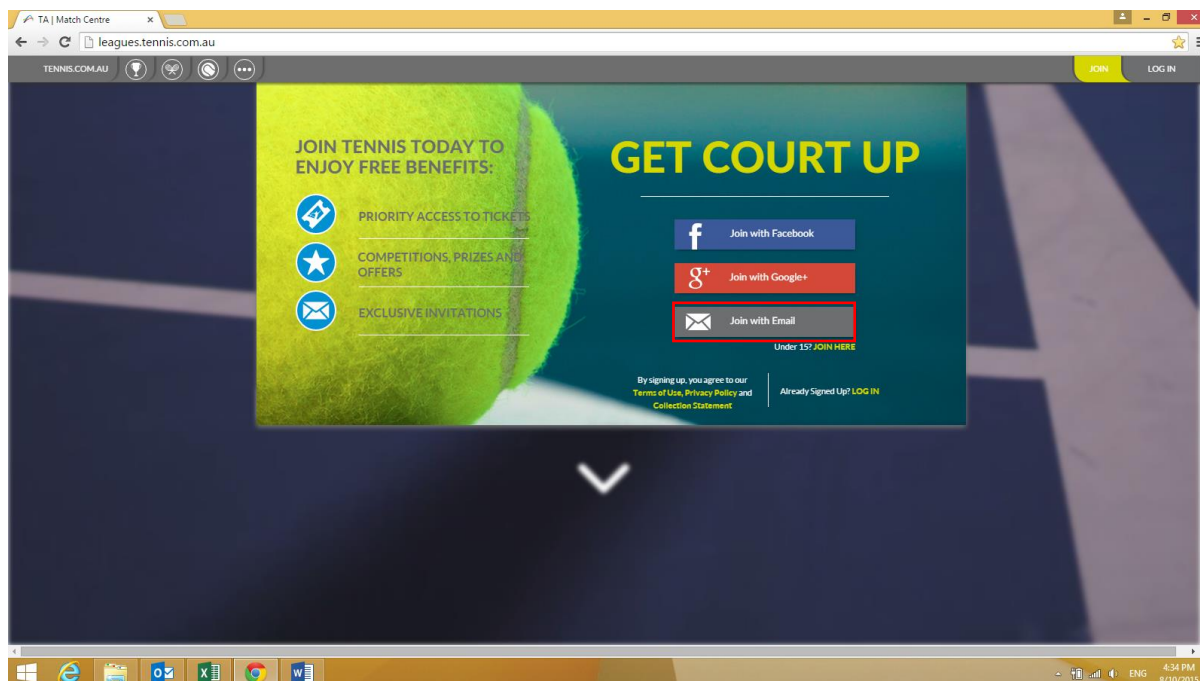 TA | Match Centre
leagues.tennis.com.au
TENNIS.COM.AU
JOIN
LOG IN
JOIN TENNIS TODAY TO
ENJOY FREE BENEFITS:
PRIORITY ACCESS TO TICKETS
COMPETITIONS, PRIZES AND
OFFERS
EXCLUSIVE INVITATIONS
GET COURT UP
f Join with Facebook
g+ Join with Google+
Join with Email
Under 15? JOIN HERE
By signing up, you agree to our
Terms of Use, Privacy Policy and
Collection Statement
Already Signed Up? LOG IN
ENG
4:34 PM
8/10/2015